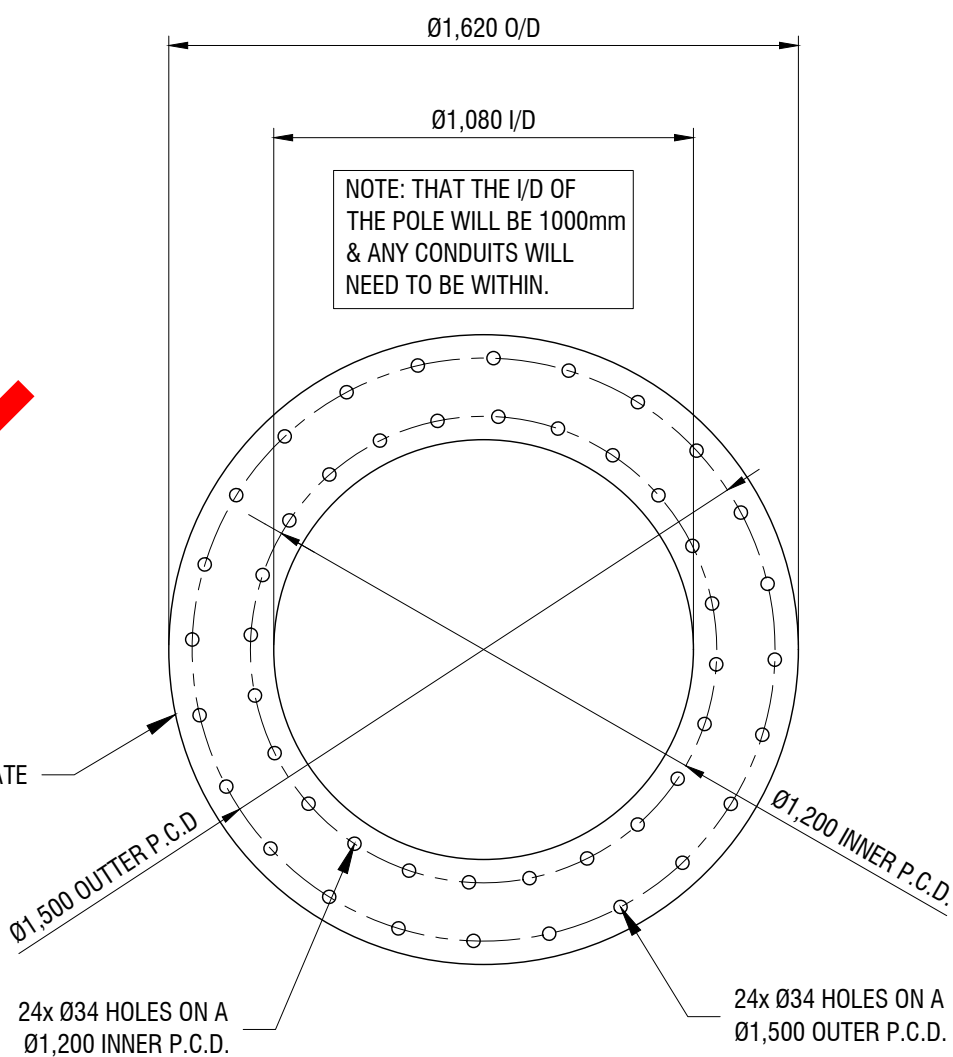 Ø1,620 O/D
Ø1,080 I/D
NOTE: THAT THE I/D OF
THE POLE WILL BE 1000mm
& ANY CONDUITS WILL
NEED TO BE WITHIN.
Ø1,500 OUTTER P.C.D
Ø1,200 INNER P.C.D.
24x Ø34 HOLES ON A
Ø1,200 INNER P.C.D.
24x Ø34 HOLES ON A
Ø1,500 OUTER P.C.D.